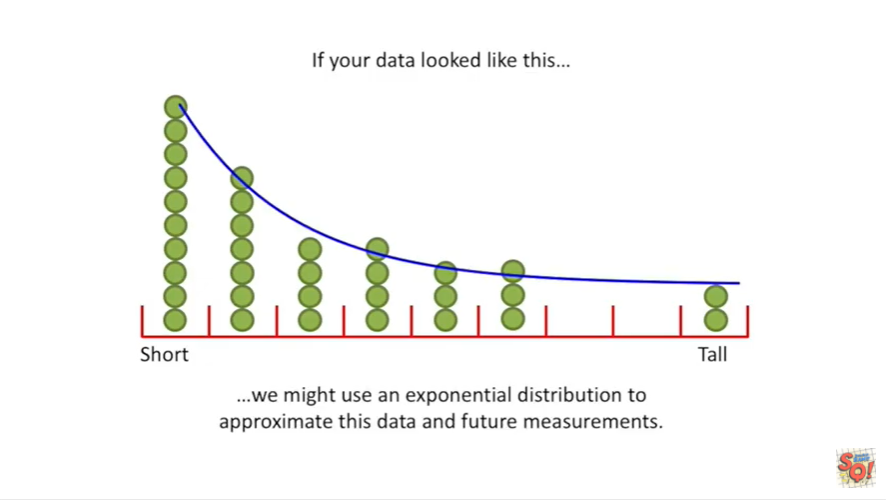 If your data looked like this...
Short
Tall
...we might use an exponential distribution to
approximate this data and future measurements.
SO!